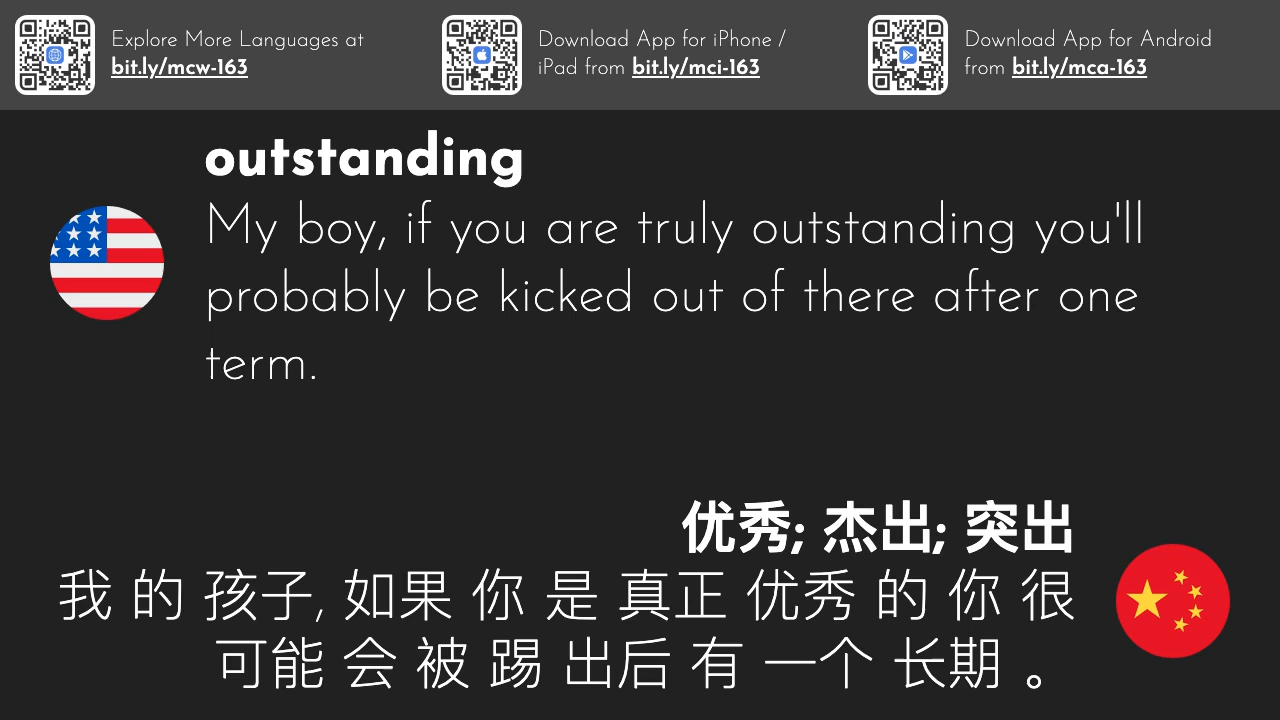 Explore More Languages at
bit.ly/mcw-163
Download App for iPhone /
iPad from bit.ly/mci-163
Download App for Android
from bit.ly/mca-163
outstanding
My boy, if you are truly outstanding you'll
probably be kicked out of there after one
term.
优秀; 杰出; 突出
我 的 孩子, 如果 你 是 真正 优秀 的 你 很
可能 会 被 踢 出后 有 一个 长期 。